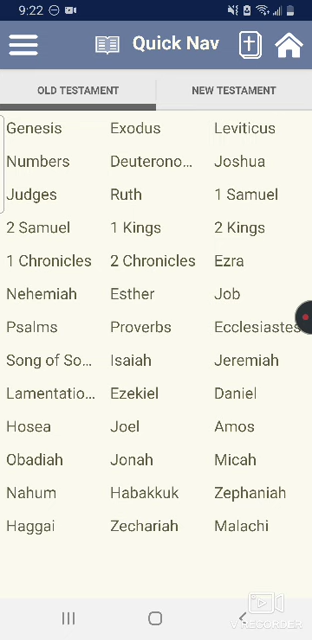 9:22
Quick Nav
OLD TESTAMENT NEW TESTAMENT
Genesis Exodus Leviticus
Numbers Deuterono... Joshua
Judges Ruth 1 Samuel
2 Samuel 1 Kings 2 Kings
1 Chronicles 2 Chronicles Ezra
Nehemiah Esther Job
Psalms Proverbs Ecclesiastes
Song of So... Isaiah Jeremiah
Lamentatio... Ezekiel Daniel
Hosea Joel Amos
Obadiah Jonah Micah
Nahum Habakkuk Zephaniah
Haggai Zechariah Malachi